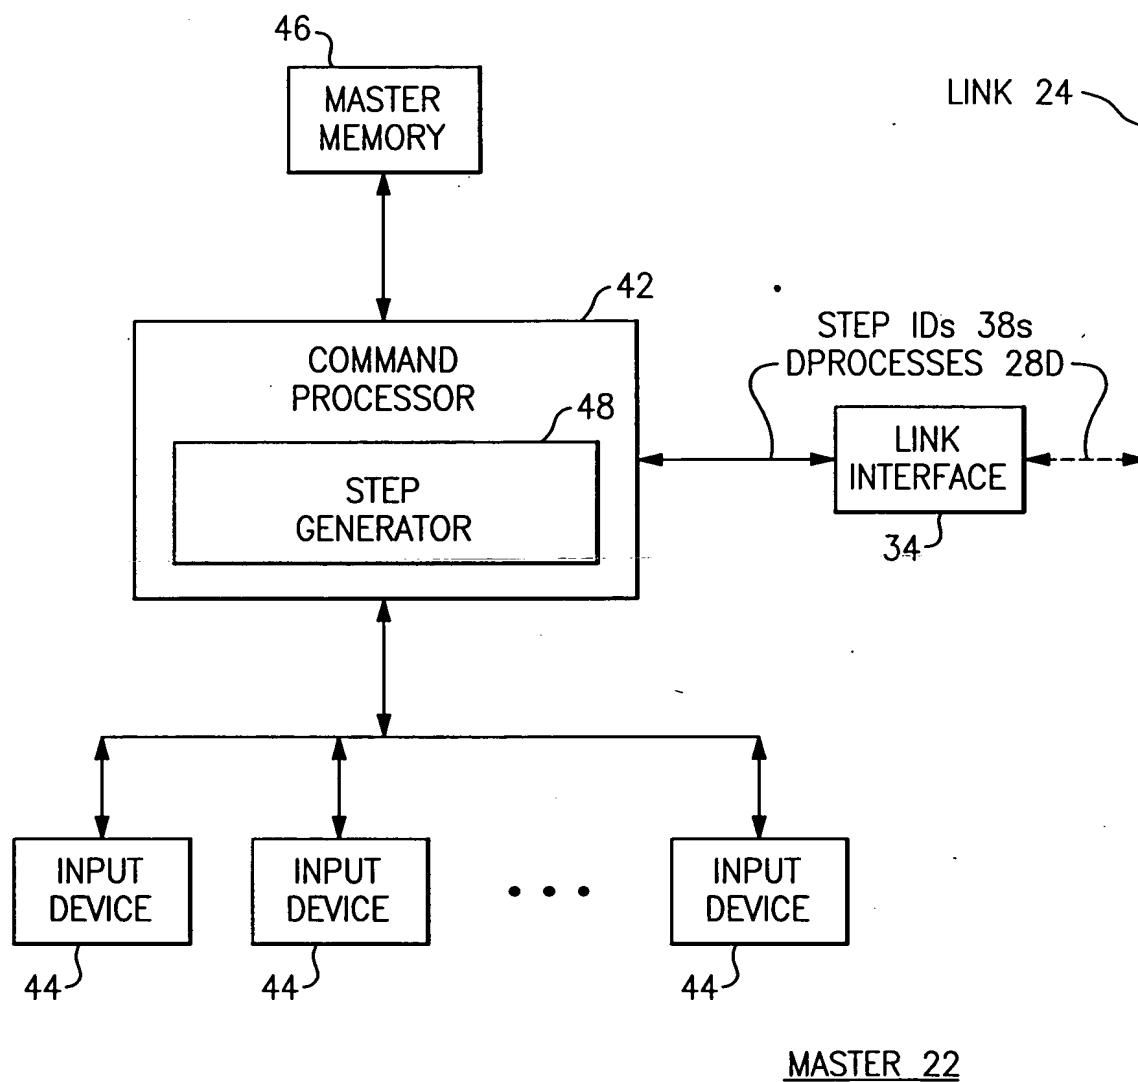 46
MASTER
MEMORY
LINK 24
42
COMMAND
PROCESSOR
STEP IDs 38s
DPROCESSES 28D
48
STEP
GENERATOR
LINK
INTERFACE
34
INPUT
DEVICE
INPUT
DEVICE
INPUT
DEVICE
44
44
44
MASTER 22